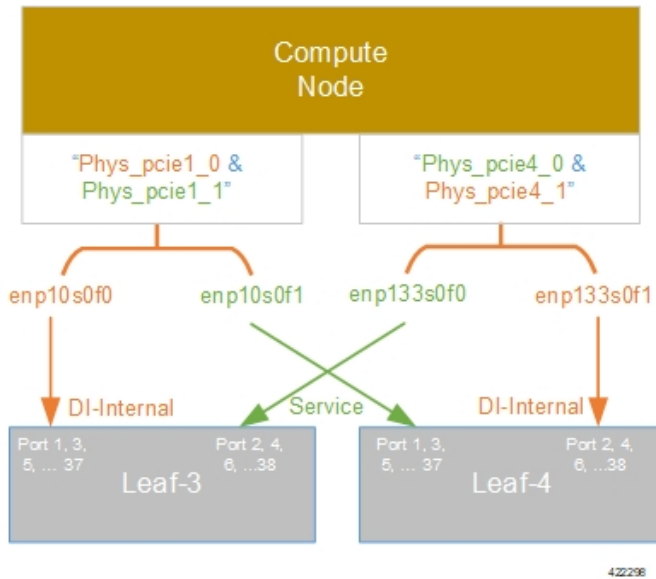 Compute
Node
"Phys_pcie1_0 &
Phys_pcie1_1"
"Phys_pcie4_0 &
Phys_pcie4_1"
enp10s0f0
enp10s0f1
enp133s0f0
enp133s0f1
DI-Internal
Service
DI-Internal
Port 1, 3,
5, ... 37
Port 2, 4,
6, ...38
Leaf-3
Port 1, 3,
5, ... 37
Port 2, 4,
6, ...38
Leaf-4
422298